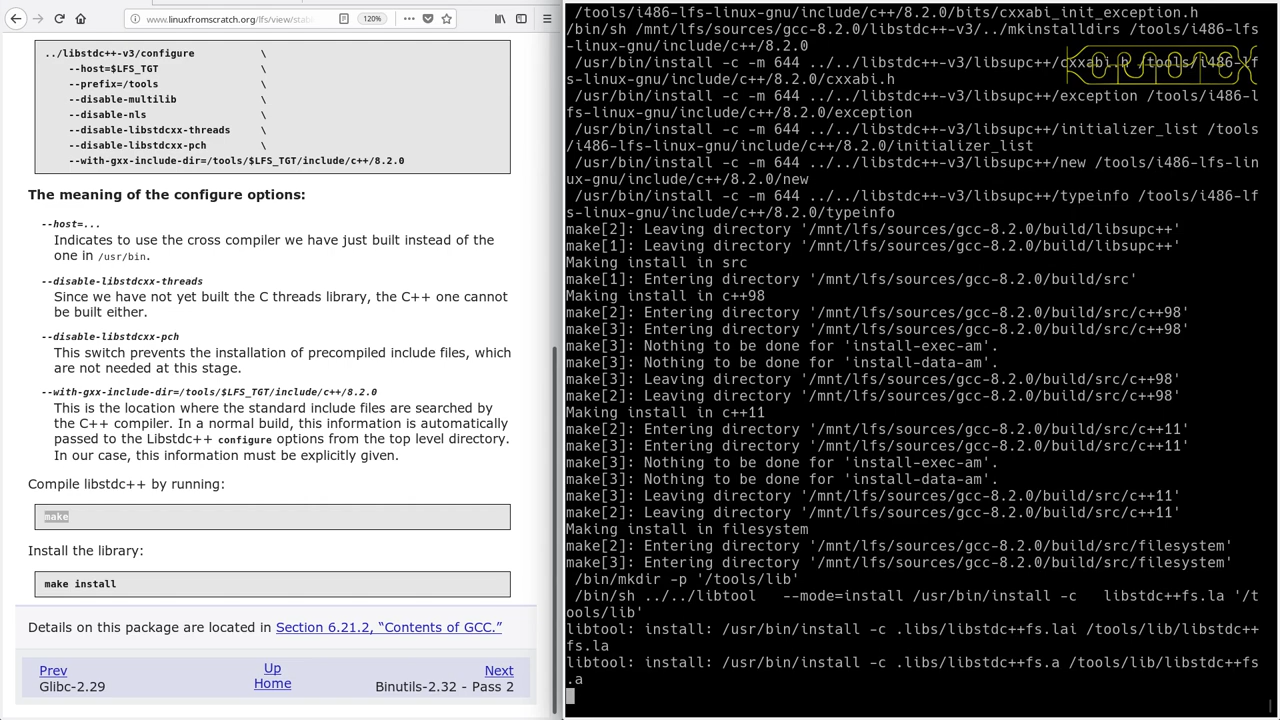 www.linuxfromscratch.org/lfs/view/stab
120%
../libstdc++-v3/configure \
--host=$LFS_TGT \
--prefix=/tools \
--disable-multilib \
--disable-nls \
--disable-libstdcxx-threads \
--disable-libstdcxx-pch \
--with-gxx-include-dir=/tools/$LFS_TGT/include/c++/8.2.0
The meaning of the configure options:
--host=...
Indicates to use the cross compiler we have just built instead of the
one in /usr/bin.
--disable-libstdcxx-threads
Since we have not yet built the C threads library, the C++ one cannot
be built either.
--disable-libstdcxx-pch
This switch prevents the installation of precompiled include files, which
are not needed at this stage.
--with-gxx-include-dir=/tools/$LFS_TGT/include/c++/8.2.0
This is the location where the standard include files are searched by
the C++ compiler. In a normal build, this information is automatically
passed to the Libstdc++ configure options from the top level directory.
In our case, this information must be explicitly given.
Compile libstdc++ by running:
make
Install the library:
make install
Details on this package are located in Section 6.21.2, “Contents of GCC.”
Prev
Up
Next
Glibc-2.29
Home
Binutils-2.32 - Pass 2
/tools/i486-lfs-linux-gnu/include/c++/8.2.0/bits/cxxabi_init_exception.h
/bin/sh /mnt/lfs/sources/gcc-8.2.0/libstdc++-v3/../mkinstalldirs /tools/i486-lfs
-linux-gnu/include/c++/8.2.0
/usr/bin/install -c -m 644 ../../libstdc++-v3/libsupc++/cxxabi.h /tools/i486-lf
s-linux-gnu/include/c++/8.2.0/cxxabi.h
/usr/bin/install -c -m 644 ../../libstdc++-v3/libsupc++/exception /tools/i486-l
fs-linux-gnu/include/c++/8.2.0/exception
/usr/bin/install -c -m 644 ../../libstdc++-v3/libsupc++/initializer_list /tools
/i486-lfs-linux-gnu/include/c++/8.2.0/initializer_list
/usr/bin/install -c -m 644 ../../libstdc++-v3/libsupc++/new /tools/i486-lfs-lin
ux-gnu/include/c++/8.2.0/new
/usr/bin/install -c -m 644 ../../libstdc++-v3/libsupc++/typeinfo /tools/i486-lf
s-linux-gnu/include/c++/8.2.0/typeinfo
make[2]: Leaving directory '/mnt/lfs/sources/gcc-8.2.0/build/libsupc++'
make[1]: Leaving directory '/mnt/lfs/sources/gcc-8.2.0/build/libsupc++'
Making install in src
make[1]: Entering directory '/mnt/lfs/sources/gcc-8.2.0/build/src'
Making install in c++98
make[2]: Entering directory '/mnt/lfs/sources/gcc-8.2.0/build/src/c++98'
make[3]: Entering directory '/mnt/lfs/sources/gcc-8.2.0/build/src/c++98'
make[3]: Nothing to be done for 'install-exec-am'.
make[3]: Nothing to be done for 'install-data-am'.
make[3]: Leaving directory '/mnt/lfs/sources/gcc-8.2.0/build/src/c++98'
make[2]: Leaving directory '/mnt/lfs/sources/gcc-8.2.0/build/src/c++98'
Making install in c++11
make[2]: Entering directory '/mnt/lfs/sources/gcc-8.2.0/build/src/c++11'
make[3]: Entering directory '/mnt/lfs/sources/gcc-8.2.0/build/src/c++11'
make[3]: Nothing to be done for 'install-exec-am'.
make[3]: Nothing to be done for 'install-data-am'.
make[3]: Leaving directory '/mnt/lfs/sources/gcc-8.2.0/build/src/c++11'
make[2]: Leaving directory '/mnt/lfs/sources/gcc-8.2.0/build/src/c++11'
Making install in filesystem
make[2]: Entering directory '/mnt/lfs/sources/gcc-8.2.0/build/src/filesystem'
make[3]: Entering directory '/mnt/lfs/sources/gcc-8.2.0/build/src/filesystem'
/bin/mkdir -p '/tools/lib'
/bin/sh ../../libtool --mode=install /usr/bin/install -c libstdc++fs.la '/t
ools/lib'
libtool: install: /usr/bin/install -c .libs/libstdc++fs.lai /tools/lib/libstdc++
fs.la
libtool: install: /usr/bin/install -c .libs/libstdc++fs.a /tools/lib/libstdc++fs
.a